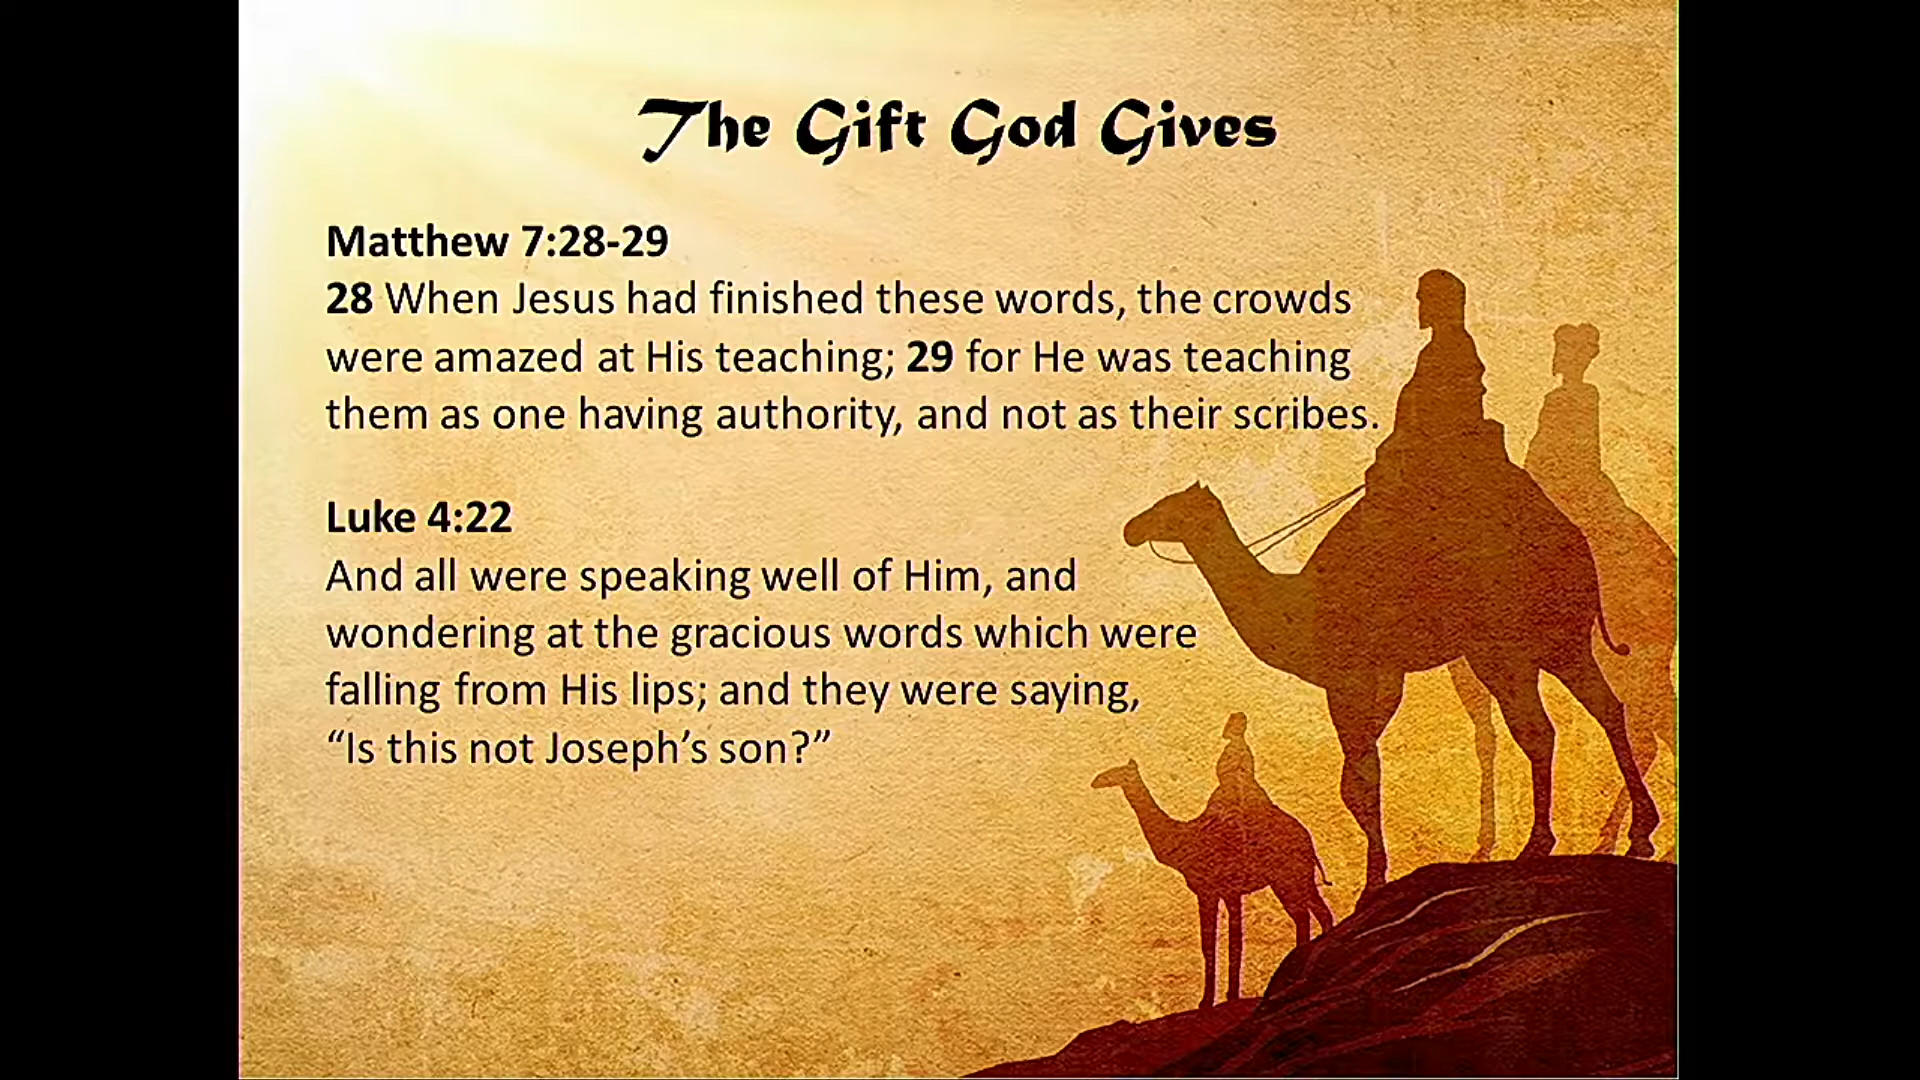 The Gift God Gives
Matthew 7:28-29
28 When Jesus had finished these words, the crowds
were amazed at His teaching; 29 for He was teaching
them as one having authority, and not as their scribes.
Luke 4:22
And all were speaking well of Him, and
wondering at the gracious words which were
falling from His lips; and they were saying,
“Is this not Joseph’s son?”